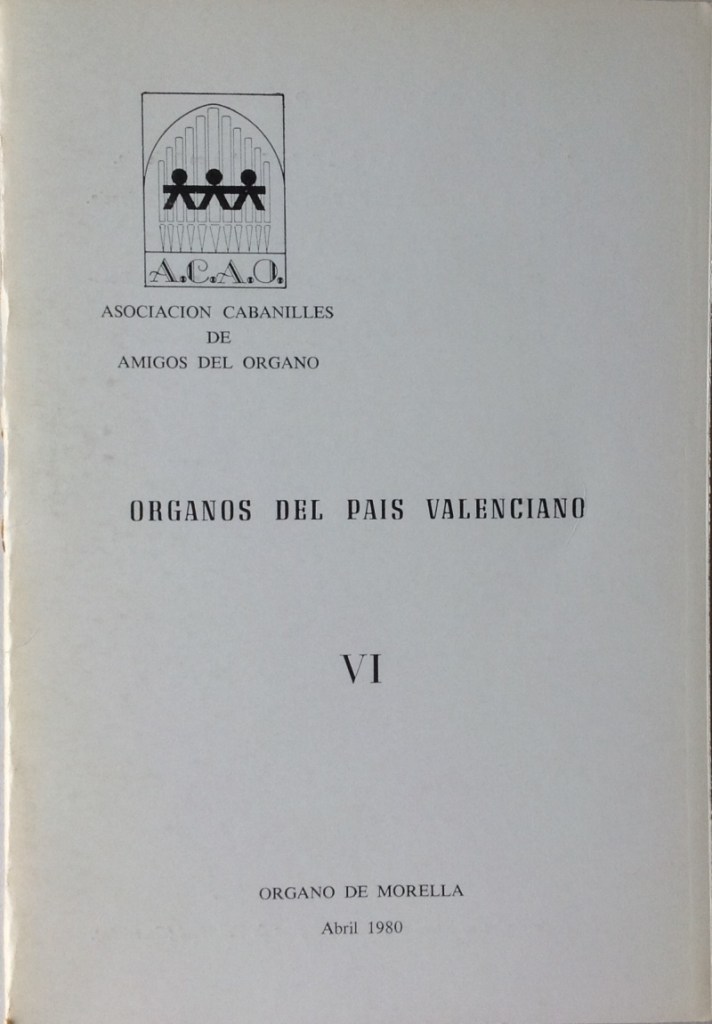 A.C.A.O.
ASOCIACION CABANILLES
DE
AMIGOS DEL ORGANO
ORGANOS DEL PAIS VALENCIANO
VI
ORGANO DE MORELLA
Abril 1980